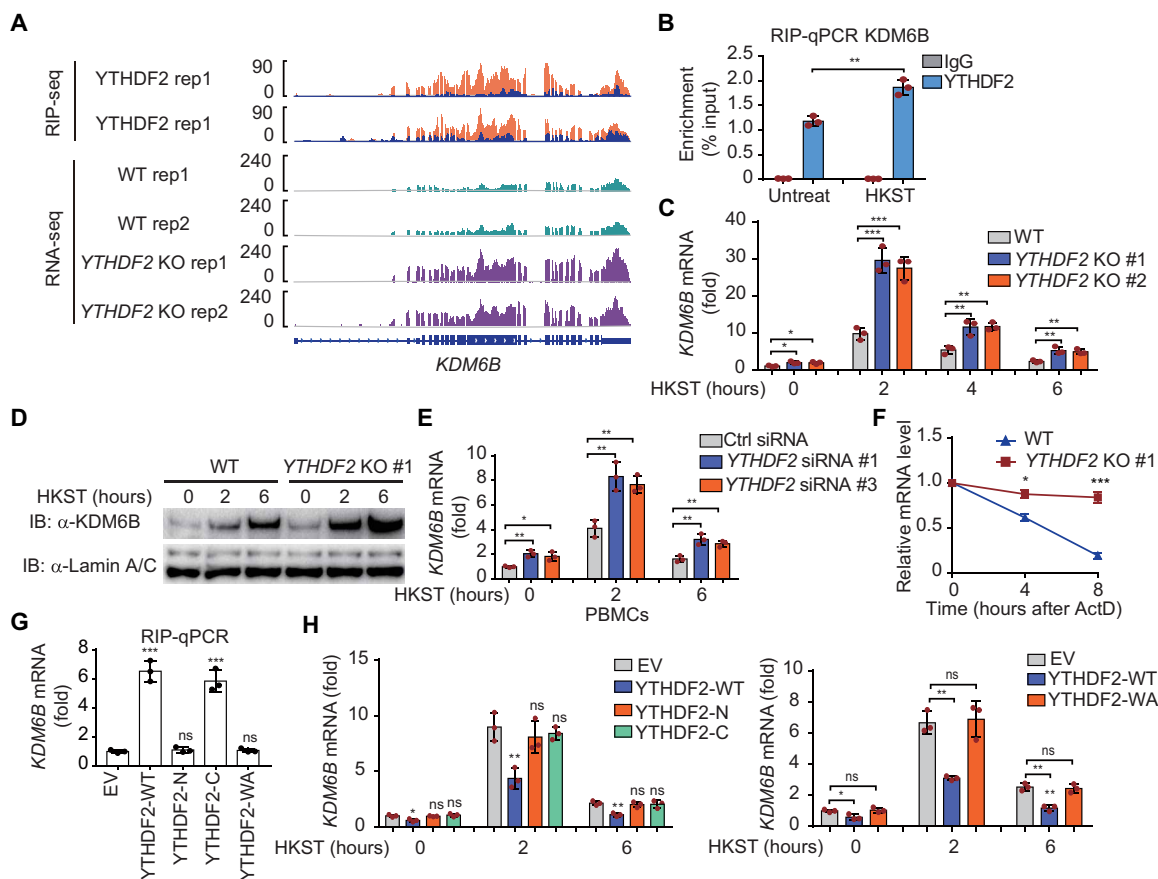 A
RIP-seq
YTHDF2 rep1
90
0
YTHDF2 rep1
90
0
RNA-seq
WT rep1
240
0
WT rep2
240
0
YTHDF2 KO rep1
240
0
YTHDF2 KO rep2
240
0
KDM6B
B
RIP-qPCR KDM6B
IgG
YTHDF2
**
Enrichment
(% input)
2.5
2.0
1.5
1.0
0.5
0
Untreat HKST
C
WT
YTHDF2 KO #1
YTHDF2 KO #2
KDM6B mRNA
(fold)
40
30
20
10
0
* *
*** ***
** **
** **
HKST (hours) 0 2 4 6
D
WT YTHDF2 KO #1
HKST (hours) 0 2 6 0 2 6
IB: α-KDM6B
IB: α-Lamin A/C
E
Ctrl siRNA
YTHDF2 siRNA #1
YTHDF2 siRNA #3
KDM6B mRNA
(fold)
10
8
6
4
2
0
** *
** **
** **
HKST (hours) 0 2 6
PBMCs
F
WT
YTHDF2 KO #1
Relative mRNA level
1.5
1.0
0.5
0
* ***
0 4 8
Time (hours after ActD)
G
RIP-qPCR
KDM6B mRNA
(fold)
8
6
4
2
0
*** ns *** ns
EV
YTHDF2-WT
YTHDF2-N
YTHDF2-C
YTHDF2-WA
H
EV
YTHDF2-WT
YTHDF2-N
YTHDF2-C
KDM6B mRNA (fold)
15
10
5
0
* ns ns
** ns ns
** ns ns
HKST (hours) 0 2 6
EV
YTHDF2-WT
YTHDF2-WA
KDM6B mRNA (fold)
10
8
6
4
2
0
ns
*
ns
**
ns
**
**
HKST (hours) 0 2 6